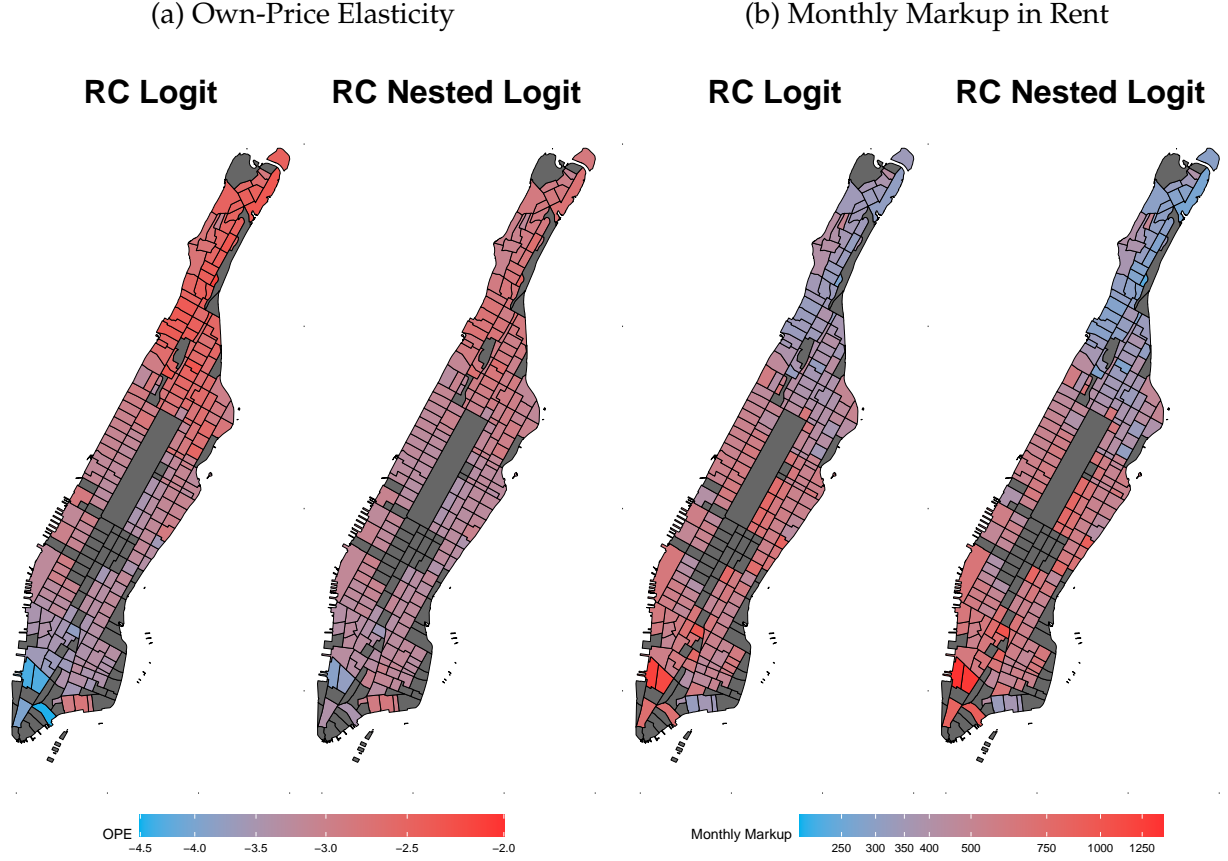 (a) Own-Price Elasticity
(b) Monthly Markup in Rent
RC Logit
RC Nested Logit
RC Logit
RC Nested Logit
OPE
−4.5
−4.0
−3.5
−3.0
−2.5
−2.0
Monthly Markup
250
300
350
400
500
750
1000
1250